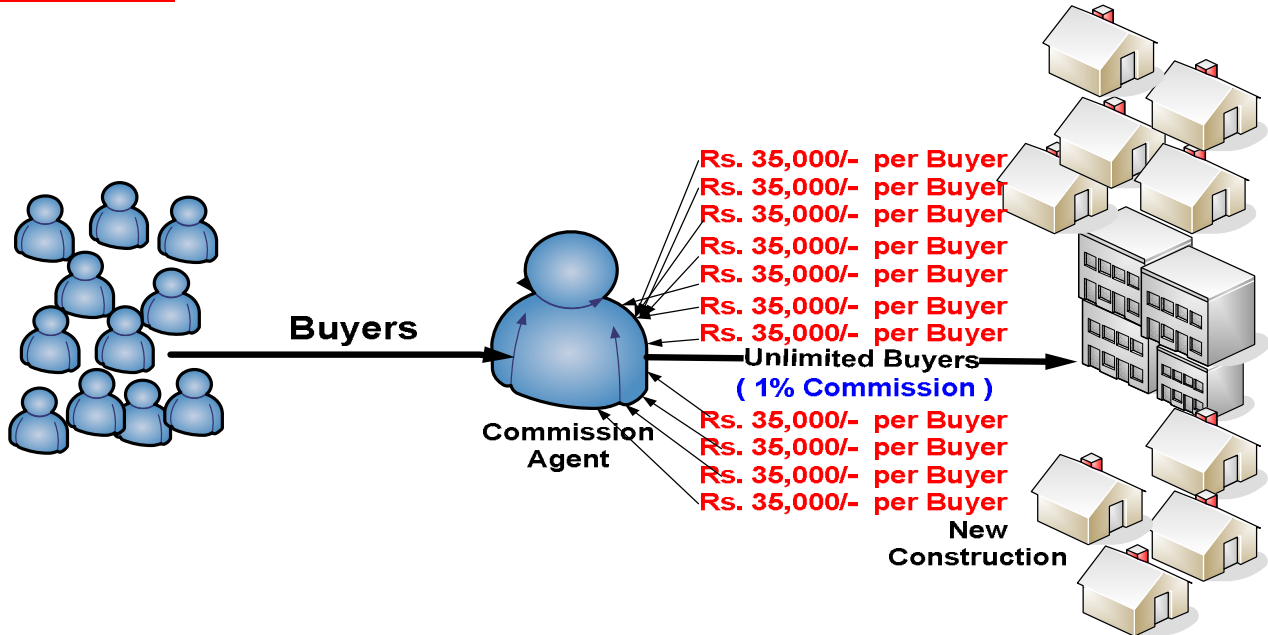 Rs. 35,000/-  per Buyer
Rs. 35,000/-  per Buyer
Rs. 35,000/-  per Buyer
Rs. 35,000/-  per Buyer
Rs. 35,000/-  per Buyer
Rs. 35,000/-  per Buyer
Rs. 35,000/-  per Buyer
Buyers
Unlimited Buyers
( 1% Commission )
Commission
Agent
Rs. 35,000/-  per Buyer
Rs. 35,000/-  per Buyer
Rs. 35,000/-  per Buyer
Rs. 35,000/-  per Buyer
New
Construction